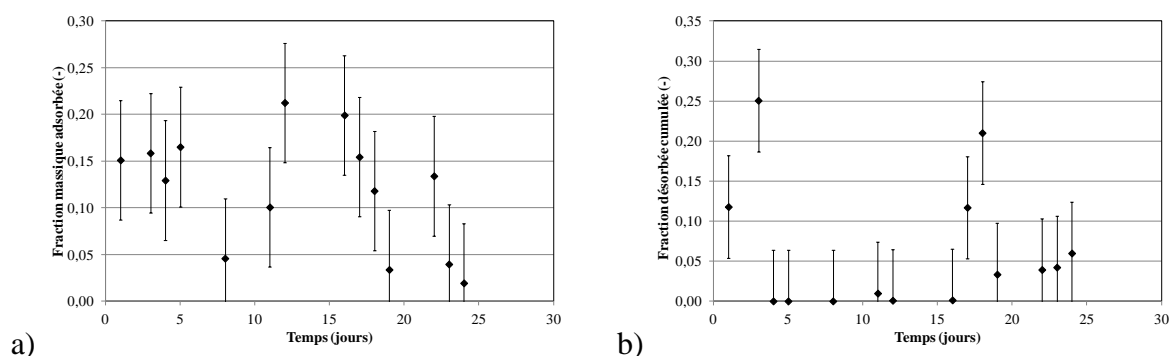 0,30
0,25
0,20
0,15
0,10
0,05
0,00
Fraction massique adsorbée (-)
0 5 10 15 20 25 30
Temps (jours)
a)
0,35
0,30
0,25
0,20
0,15
0,10
0,05
0,00
Fraction désorbée cumulée (-)
0 5 10 15 20 25 30
Temps (jours)
b)